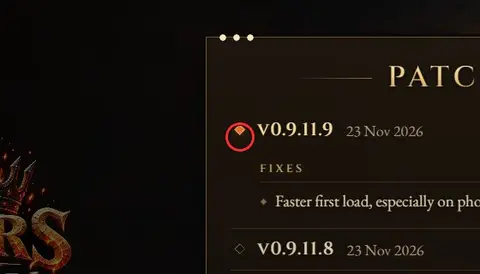 PATC
v0.9.11.9 23 Nov 2026
FIXES
Faster first load, especially on pho
v0.9.11.8 23 Nov 2026
RS